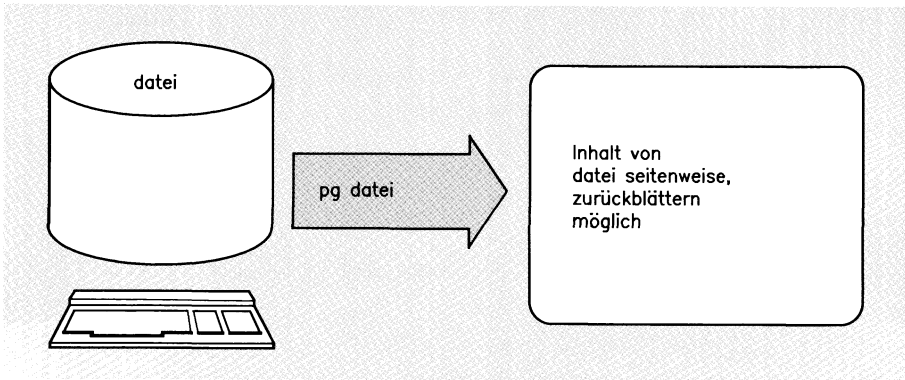 datei
pg datei
Inhalt von
datei seitenweise,
zurückblättern
möglich